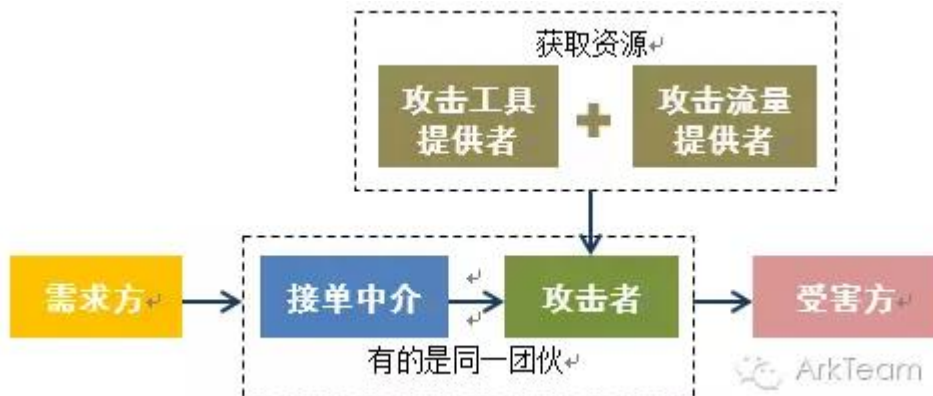 获取资源
攻击工具
提供者
攻击流量
提供者
需求方
接单中介
攻击者
受害方
有的是同一团伙
ArkTeam